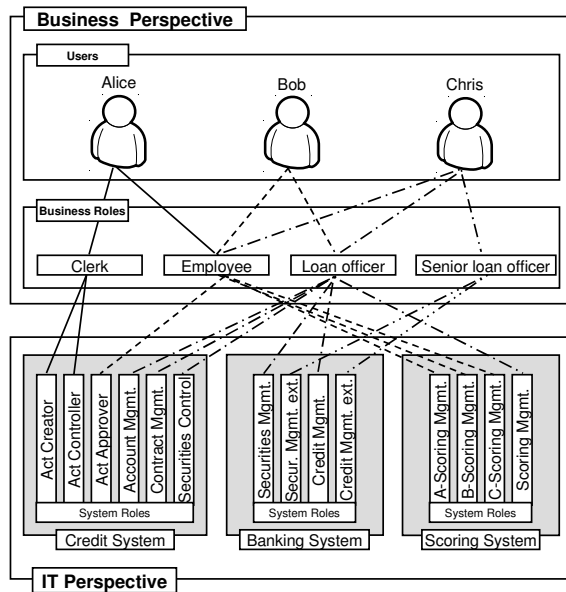 Business Perspective
Users
Alice Bob Chris
Business Roles
Clerk Employee Loan officer Senior loan officer
Act Creator
Act Controller
Act Approver
Account Mgmt.
Contract Mgmt.
Securities Control
System Roles
Credit System
Securities Mgmt.
Secur. Mgmt. ext.
Credit Mgmt.
Credit Mgmt. ext.
System Roles
Banking System
A-Scoring Mgmt.
B-Scoring Mgmt.
C-Scoring Mgmt.
Scoring Mgmt.
System Roles
Scoring System
IT Perspective